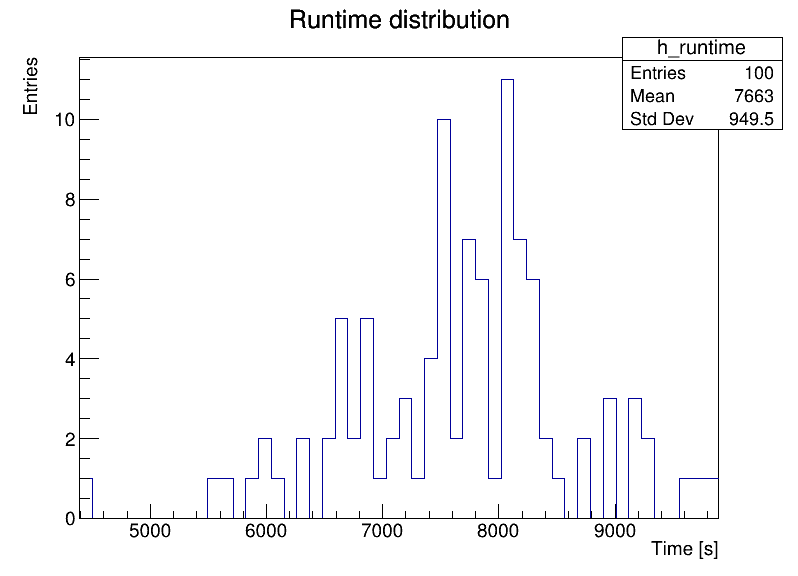 Runtime distribution
h_runtime
Entries 100
Mean 7663
Std Dev 949.5
Entries
10
8
6
4
2
0
5000 6000 7000 8000 9000
Time [s]